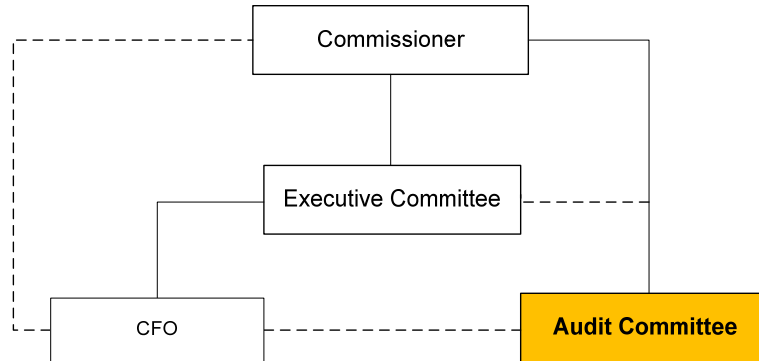 Commissioner
Executive Committee
CFO
Audit Committee